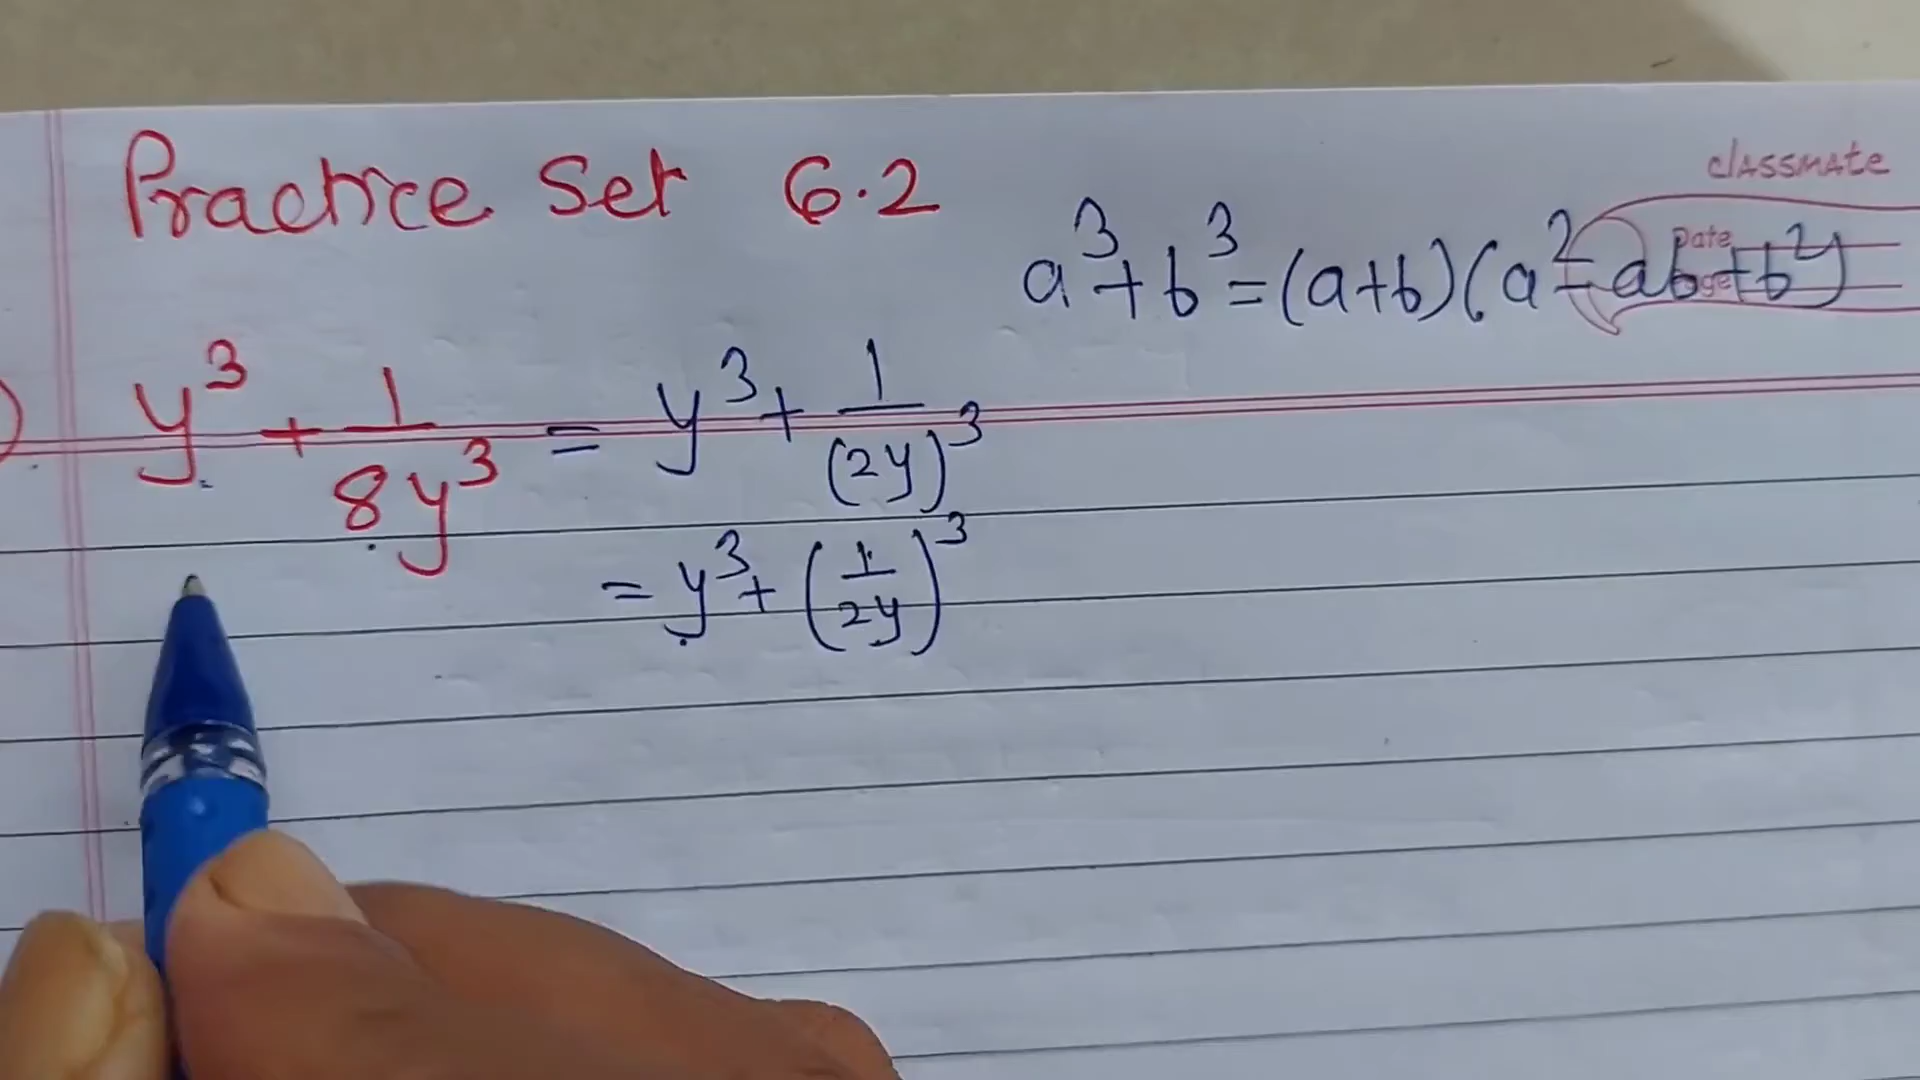 classmate
Practice Set 6.2
Date
a³+b³=(a+b)(a²-ab+b²)
y³ + 1/8y³ = y³+ 1/(2y)³
= y³+ (1/2y)³